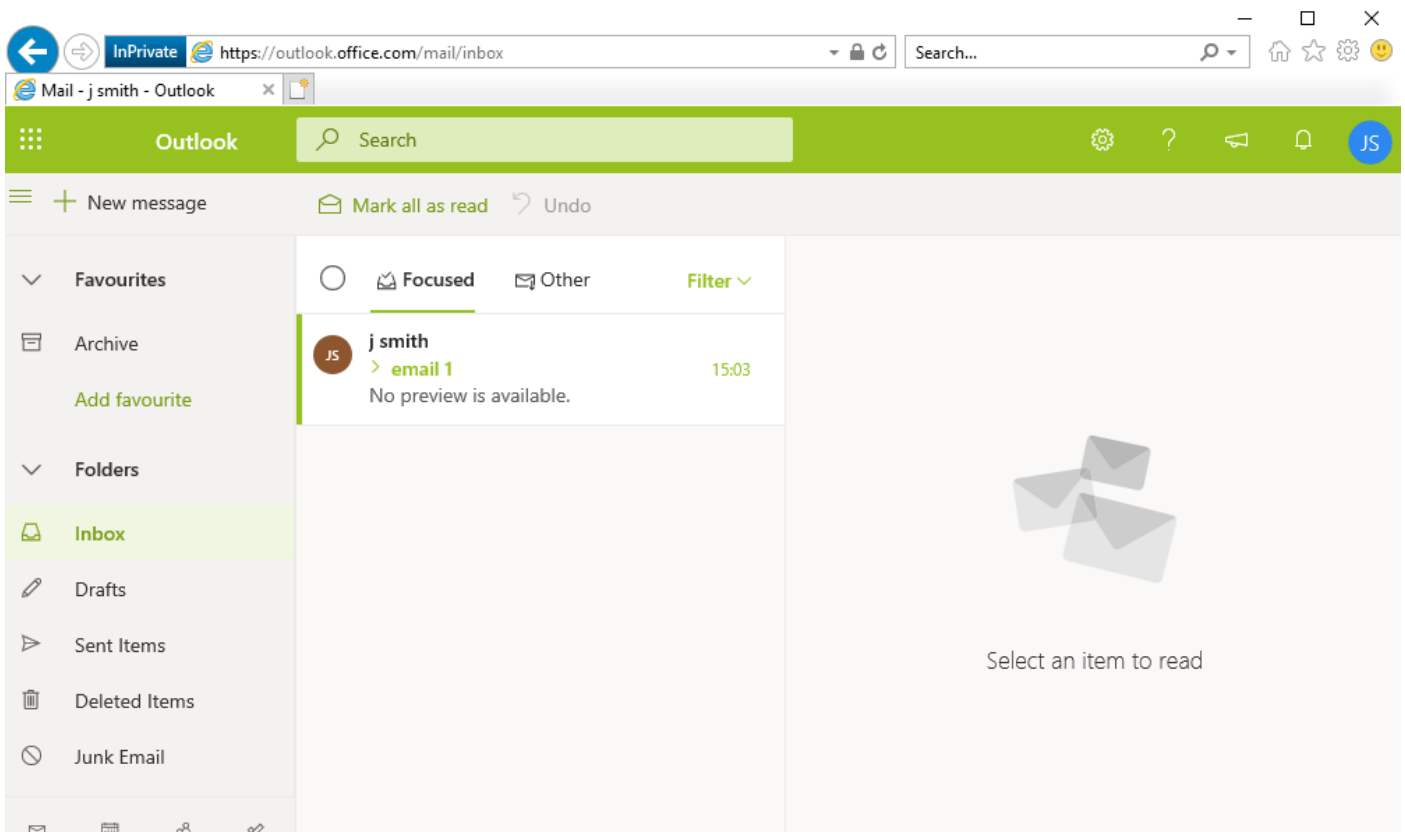 InPrivate https://outlook.office.com/mail/inbox Search...
Mail - j smith - Outlook
Outlook Search ? JS
New message Mark all as read Undo
Favourites Focused Other Filter
Archive
Add favourite
JS j smith
> email 1 15:03
No preview is available.
Folders
Inbox
Drafts
Sent Items
Deleted Items
Junk Email
Select an item to read